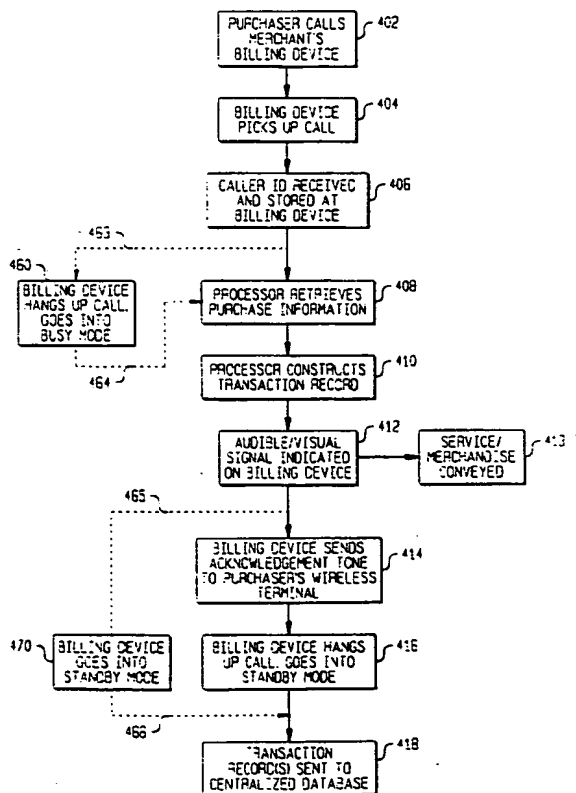 PURCHASER CALLS
MERCHANT'S
BILLING DEVICE
402
BILLING DEVICE
PICKS UP CALL
404
CALLER ID RECEIVED
AND STORED AT
BILLING DEVICE
406
463
460
BILLING DEVICE
HANGS UP CALL,
GOES INTO
BUSY MODE
464
PROCESSOR RETRIEVES
PURCHASE INFORMATION
408
PROCESSOR CONSTRUCTS
TRANSACTION RECORD
410
AUDIBLE/VISUAL
SIGNAL INDICATED
ON BILLING DEVICE
412
SERVICE/
MERCHANDISE
CONVEYED
413
465
BILLING DEVICE SENDS
ACKNOWLEDGEMENT TONE
TO PURCHASER'S WIRELESS
TERMINAL
414
470
BILLING DEVICE
GOES INTO
STANDBY MODE
BILLING DEVICE HANGS
UP CALL, GOES INTO
STANDBY MODE
416
466
TRANSACTION
RECORD(S) SENT TO
CENTRALIZED DATABASE
418